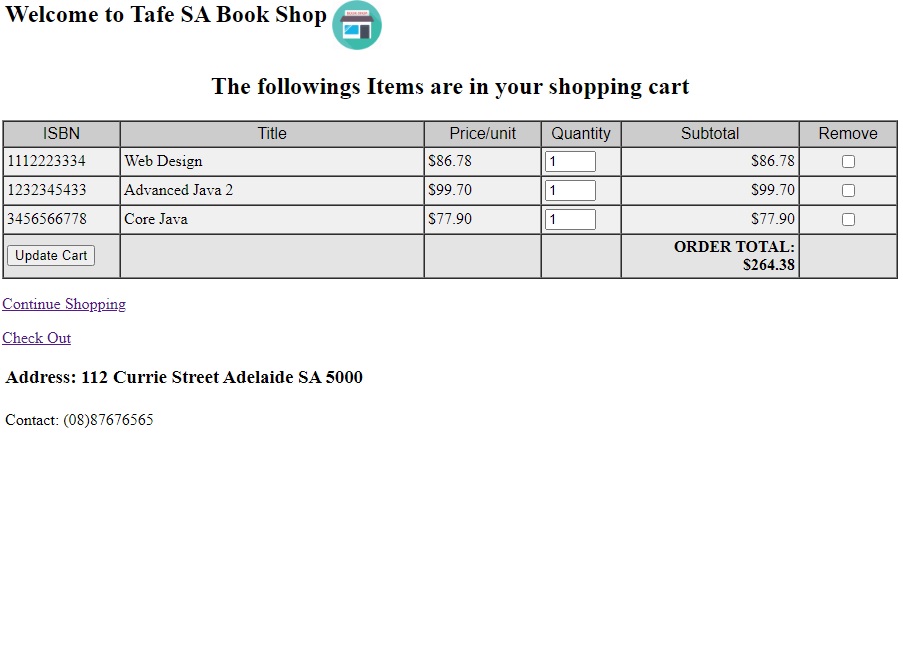 Welcome to Tafe SA Book Shop
The followings Items are in your shopping cart
ISBN Title Price/unit Quantity Subtotal Remove
1112223334 Web Design $86.78 1 $86.78
1232345433 Advanced Java 2 $99.70 1 $99.70
3456566778 Core Java $77.90 1 $77.90
Update Cart ORDER TOTAL:
$264.38
Continue Shopping
Check Out
Address: 112 Currie Street Adelaide SA 5000
Contact: (08)87676565